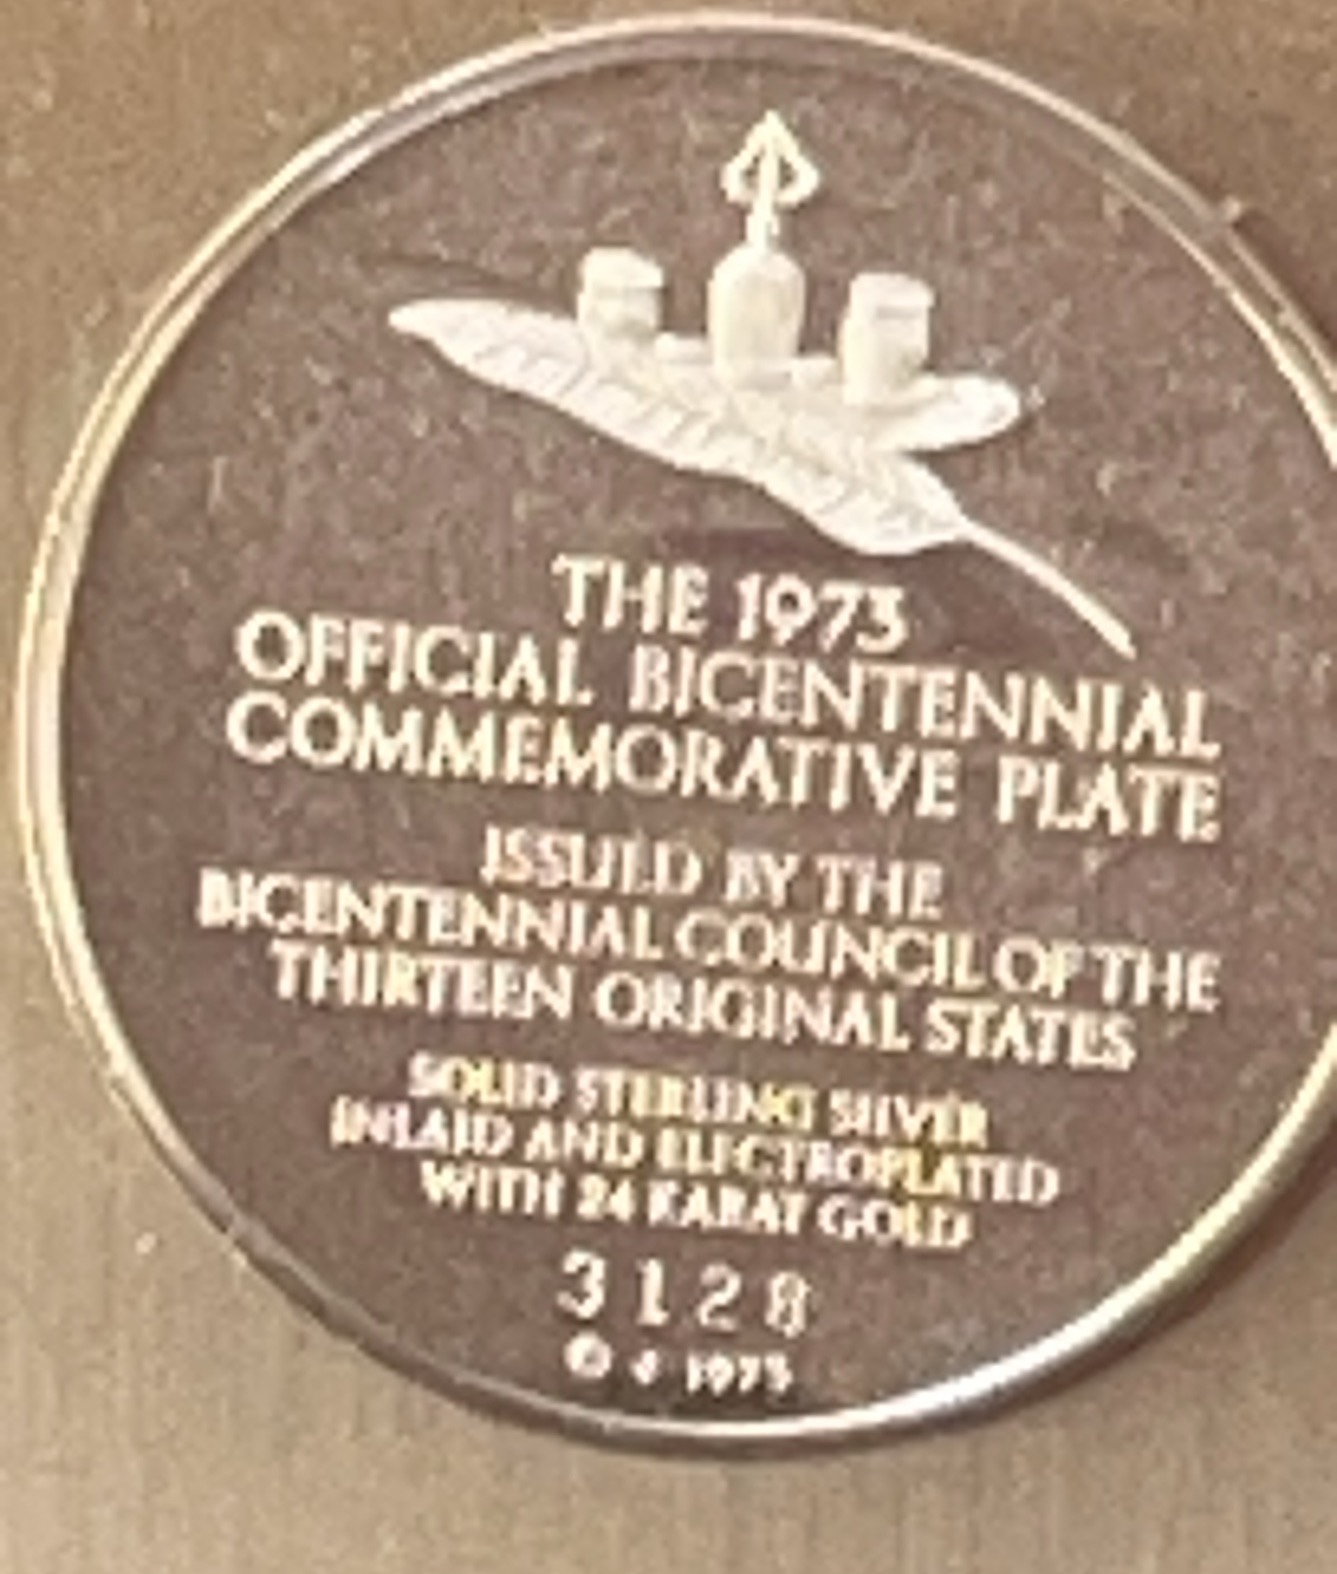 THE 1973
OFFICIAL BICENTENNIAL
COMMEMORATIVE PLATE
ISSUED BY THE
BICENTENNIAL COUNCIL OF THE
THIRTEEN ORIGINAL STATES
SOLID STERLING SILVER
INLAID AND ELECTROPLATED
WITH 24 KARAT GOLD
3128
© 1973